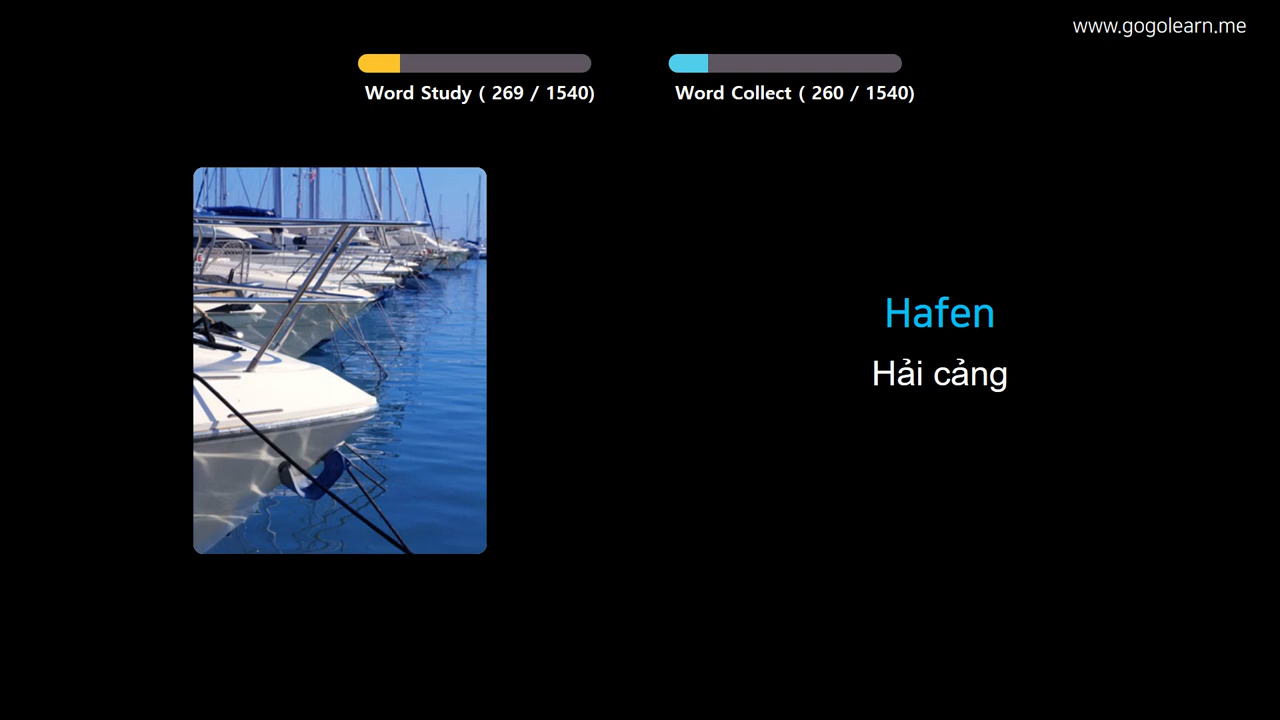 www.gogolearn.me
Word Study ( 269 / 1540)
Word Collect ( 260 / 1540)
Hafen
Hải cảng